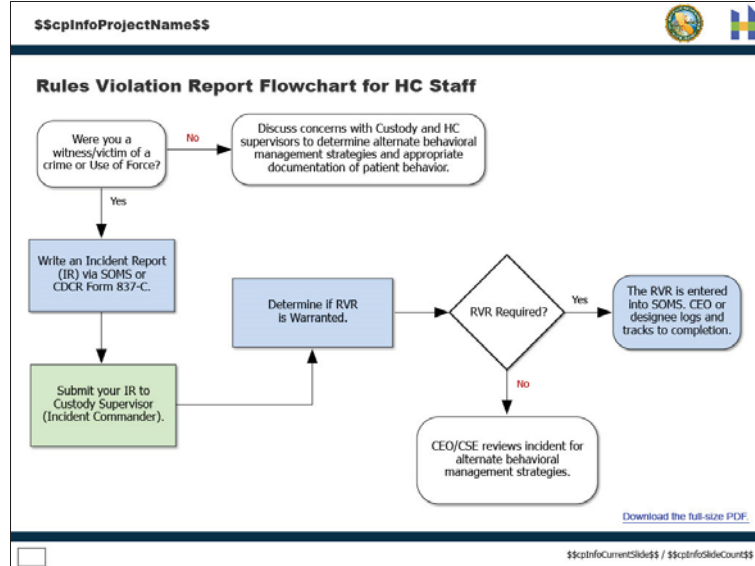 $$cpInfoProjectName$$
Rules Violation Report Flowchart for HC Staff
Were you a
witness/victim of a
crime or Use of Force?
No
Discuss concerns with Custody and HC
supervisors to determine alternate behavioral
management strategies and appropriate
documentation of patient behavior.
Yes
Write an Incident Report
(IR) via SOMS or
CDCR Form 837-C.
Submit your IR to
Custody Supervisor
(Incident Commander).
Determine if RVR
is Warranted.
RVR Required?
Yes
The RVR is entered
into SOMS. CEO or
designee logs and
tracks to completion.
No
CEO/CSE reviews incident for
alternate behavioral
management strategies.
Download the full-size PDF.
$$cpInfoCurrentSlide$$ / $$cpInfoSlideCount$$